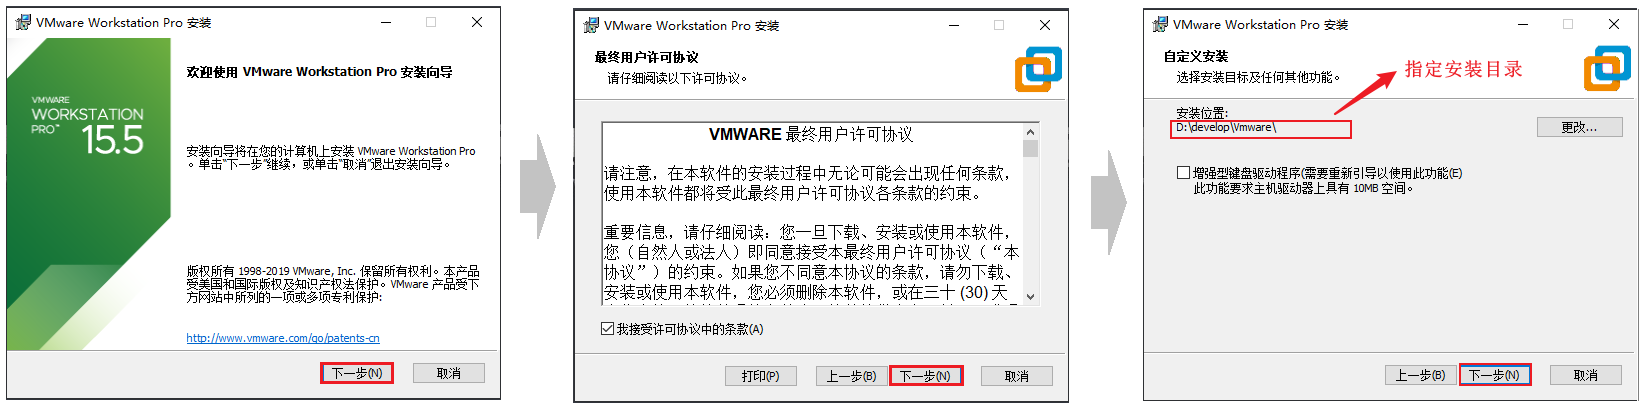 VMware Workstation Pro 安装
VMWARE
WORKSTATION
PRO™
15.5
欢迎使用 VMware Workstation Pro 安装向导
安装向导将在您的计算机上安装 VMware Workstation Pro
。单击“下一步”继续，或单击“取消”退出安装向导。
版权所有 1998-2019 VMware, Inc. 保留所有权利。本产品
受美国和国际版权及知识产权法保护。VMware 产品受下
方网站中所列的一项或多项专利保护:
http://www.vmware.com/go/patents-cn
下一步(N)
取消
VMware Workstation Pro 安装
最终用户许可协议
请仔细阅读以下许可协议。
VMWARE 最终用户许可协议
请注意，在本软件的安装过程中无论可能会出现任何条款，
使用本软件都将受此最终用户许可协议各条款的约束。
重要信息，请仔细阅读：您一旦下载、安装或使用本软件，
您（自然人或法人）即同意接受本最终用户许可协议（“本
协议”）的约束。如果您不同意本协议的条款，请勿下载、
安装或使用本软件，您必须删除本软件，或在三十 (30) 天
我接受许可协议中的条款(A)
打印(P)
上一步(B)
下一步(N)
取消
VMware Workstation Pro 安装
自定义安装
选择安装目标及任何其他功能。
指定安装目录
安装位置:
D:\develop\Vmware\
更改...
增强型键盘驱动程序(需要重新引导以使用此功能(E)
此功能要求主机驱动器上具有 10MB 空间。
上一步(B)
下一步(N)
取消